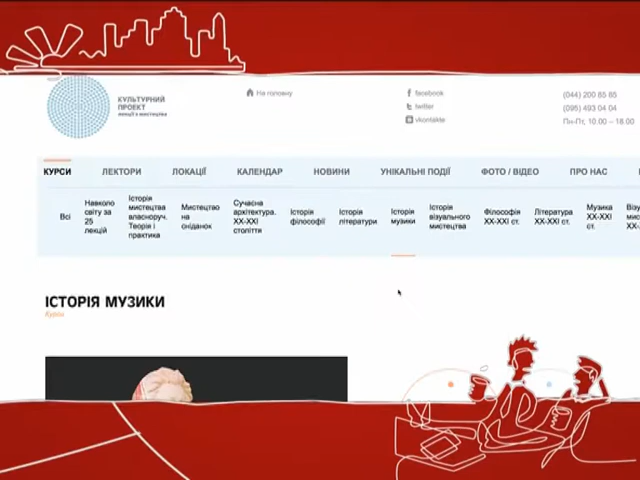 КУЛЬТУРНИЙ
ПРОЕКТ
лекції з мистецтва
На головну
facebook
twitter
vkontakte
(044) 200 85 85
(095) 493 04 04
Пн-Пт, 10.00 – 18.00
КУРСИ ЛЕКТОРИ ЛОКАЦІЇ КАЛЕНДАР НОВИНИ УНІКАЛЬНІ ПОДІЇ ФОТО / ВІДЕО ПРО НАС
Всі
Навколо
світу за
25
лекцій
Історія
мистецтва
власноруч.
Теорія і
практика
Мистецтво
на
сніданок
Сучасна
архітектура.
XX-XXI
століття
Історія
філософії
Історія
літератури
Історія
музики
Історія
візуального
мистецтва
Філософія
XX-XXI ст.
Література
XX-XXI ст.
Музика
XX-XXI
ст.
ІСТОРІЯ МУЗИКИ
Курси